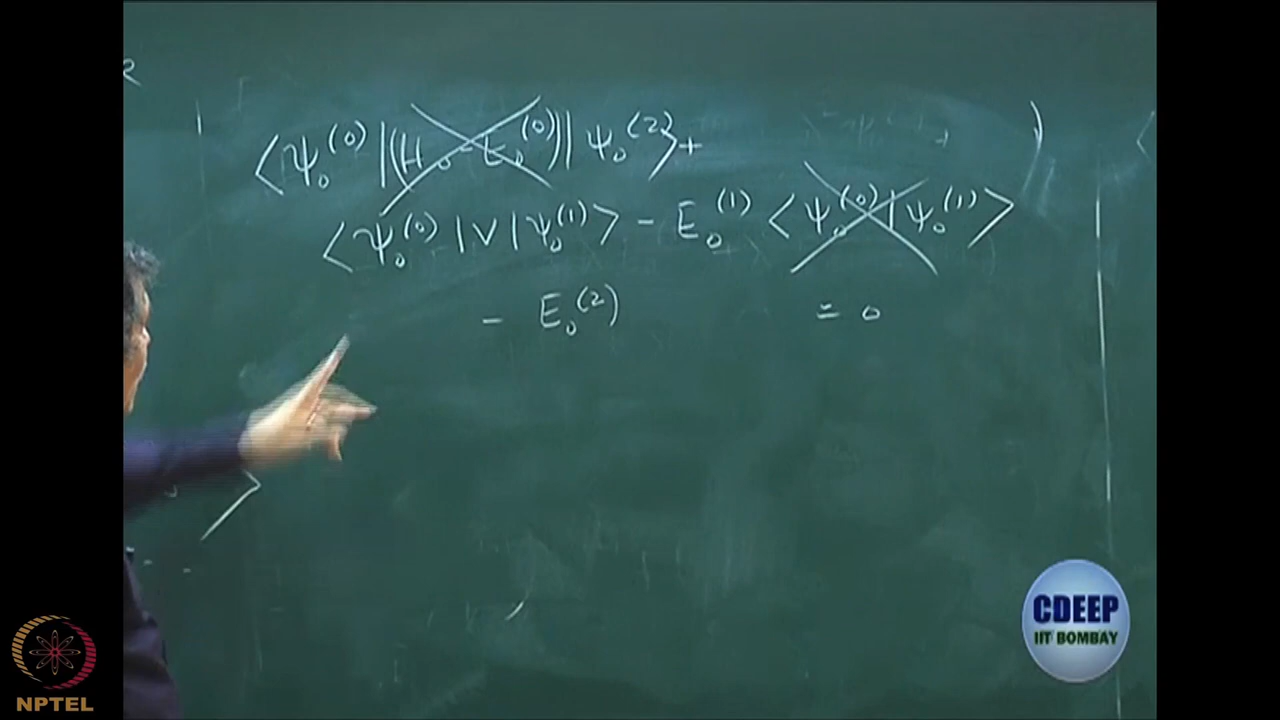 ⟨ψ₀⁽⁰⁾|(H₀ - E₀⁽⁰⁾)|ψ₀⁽²⁾⟩ +
⟨ψ₀⁽⁰⁾|V|ψ₀⁽¹⁾⟩ - E₀⁽¹⁾ ⟨ψ₀⁽⁰⁾|ψ₀⁽¹⁾⟩
- E₀⁽²⁾ = 0
CDEEP
IIT BOMBAY
NPTEL